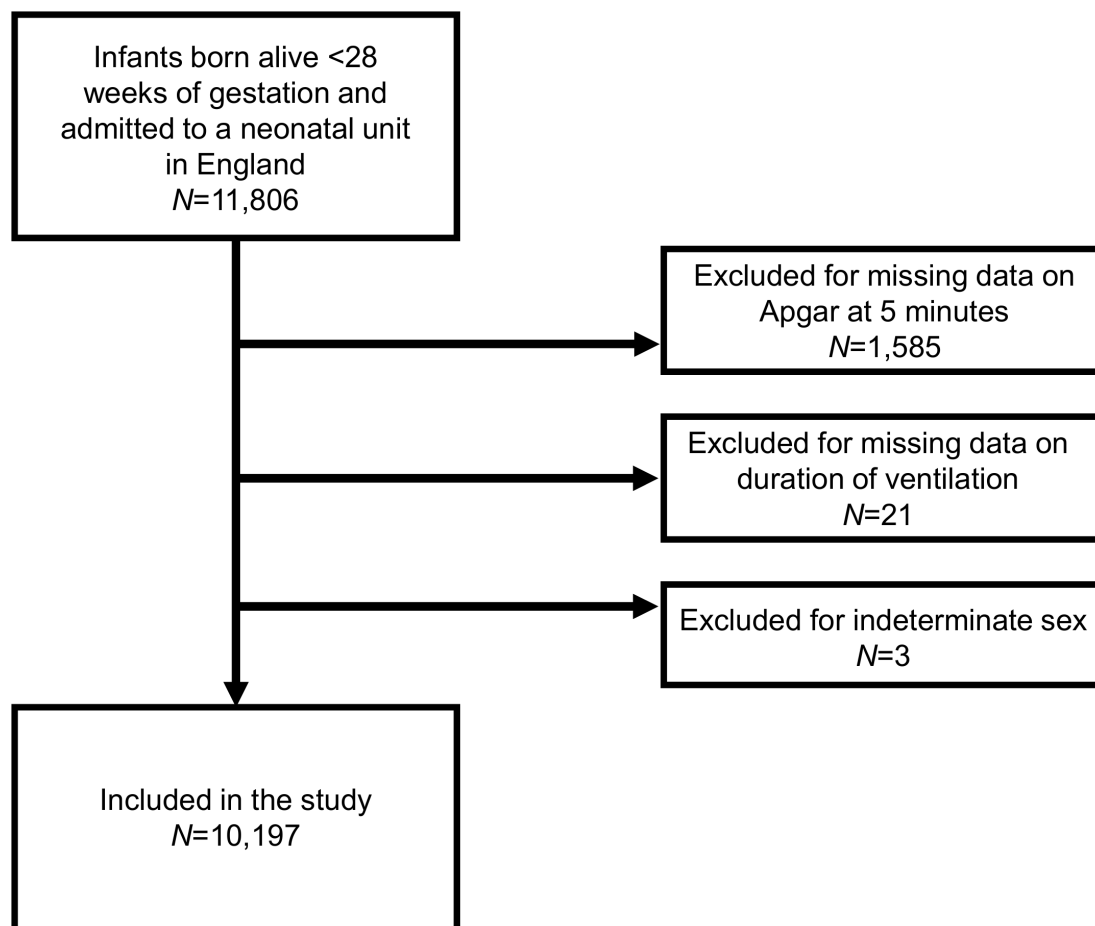 Infants born alive <28
weeks of gestation and
admitted to a neonatal unit
in England
N=11,806
Excluded for missing data on
Apgar at 5 minutes
N=1,585
Excluded for missing data on
duration of ventilation
N=21
Excluded for indeterminate sex
N=3
Included in the study
N=10,197